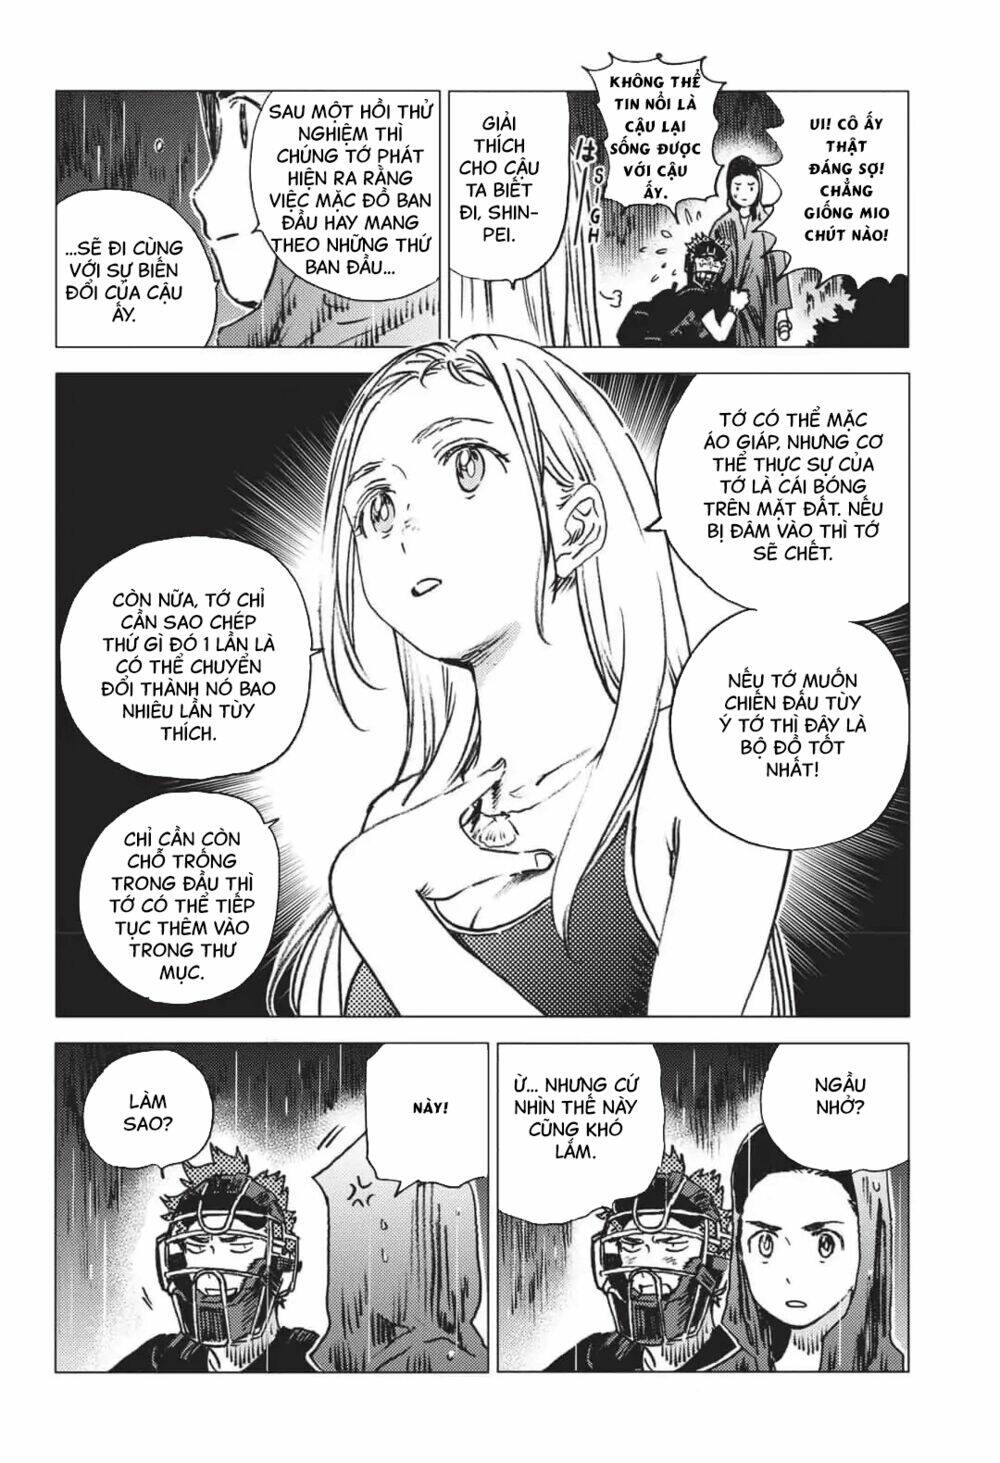 UI! CÔ ẤY
THẬT
ĐÁNG SỢ!
CHẲNG
GIỐNG MIO
CHÚT NÀO!
KHÔNG THỂ
TIN NỔI LÀ
CẬU LẠI
SỐNG ĐƯỢC
VỚI CẬU
ẤY.
は
SIGH
GIẢI
THÍCH
CHO CẬU
TA BIẾT
ĐI, SHIN-
PEI.
SAU MỘT HỒI THỬ
NGHIỆM THÌ
CHÚNG TỚ PHÁT
HIỆN RA RẰNG
VIỆC MẶC ĐỒ BAN
ĐẦU HAY MANG
THEO NHỮNG THỨ
BAN ĐẦU...
...SẼ ĐI CÙNG
VỚI SỰ BIẾN
ĐỔI CỦA CẬU
ẤY.
TỚ CÓ THỂ MẶC
ÁO GIÁP, NHƯNG CƠ
THỂ THỰC SỰ CỦA
TỚ LÀ CÁI BÓNG
TRÊN MẶT ĐẤT. NẾU
BỊ ĐÂM VÀO THÌ TỚ
SẼ CHẾT.
NẾU TỚ MUỐN
CHIẾN ĐẤU TÙY
Ý TỚ THÌ ĐÂY LÀ
BỘ ĐỒ TỐT
NHẤT!
CÒN NỮA, TỚ CHỈ
CẦN SAO CHÉP
THỨ GÌ ĐÓ 1 LẦN LÀ
CÓ THỂ CHUYỂN
ĐỔI THÀNH NÓ BAO
NHIÊU LẦN TÙY
THÍCH.
CHỈ CẦN CÒN
CHỖ TRỐNG
TRONG ĐẦU THÌ
TỚ CÓ THỂ TIẾP
TỤC THÊM VÀO
TRONG THƯ
MỤC.
NGẦU
NHỞ?
Ừ... NHƯNG CỨ
NHÌN THẾ NÀY
CŨNG KHÓ
LẮM.
NÀY!
LÀM
SAO?